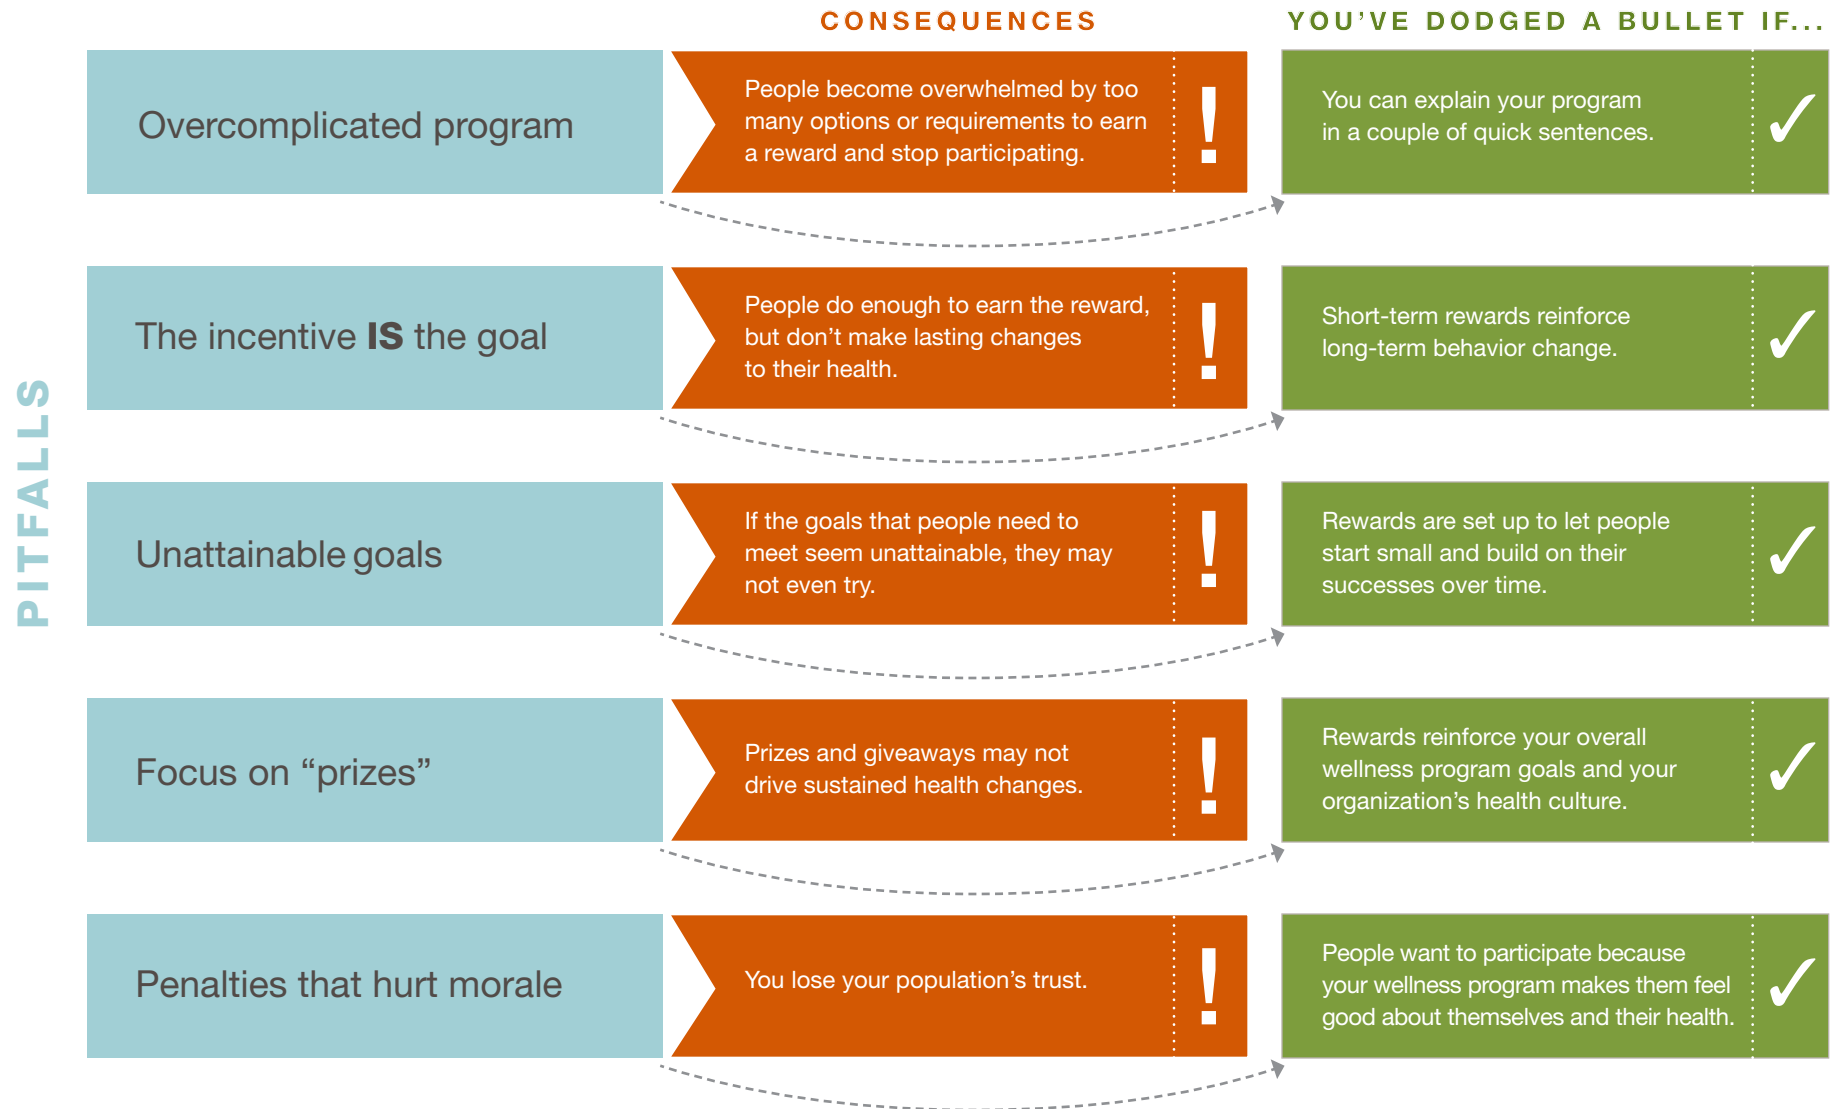 CONSEQUENCES
YOU'VE DODGED A BULLET IF...
PITFALLS
Overcomplicated program
People become overwhelmed by too
many options or requirements to earn
a reward and stop participating.
!
You can explain your program
in a couple of quick sentences.
✓
The incentive IS the goal
People do enough to earn the reward,
but don't make lasting changes
to their health.
!
Short-term rewards reinforce
long-term behavior change.
✓
Unattainable goals
If the goals that people need to
meet seem unattainable, they may
not even try.
!
Rewards are set up to let people
start small and build on their
successes over time.
✓
Focus on “prizes”
Prizes and giveaways may not
drive sustained health changes.
!
Rewards reinforce your overall
wellness program goals and your
organization's health culture.
✓
Penalties that hurt morale
You lose your population's trust.
!
People want to participate because
your wellness program makes them feel
good about themselves and their health.
✓